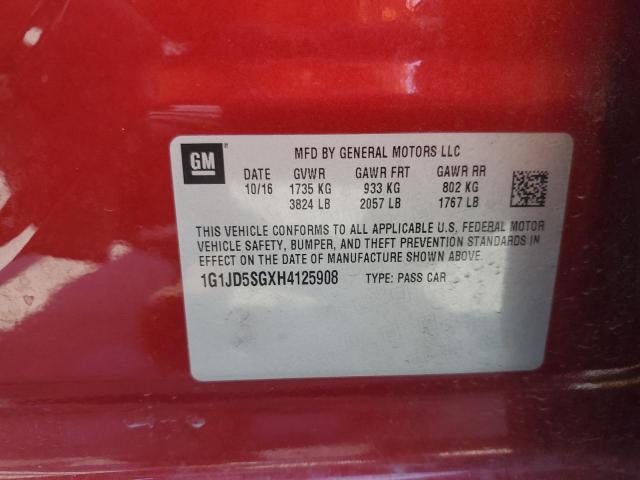 GM MFD BY GENERAL MOTORS LLC
DATE GVWR GAWR FRT GAWR RR
10/16 1735 KG 933 KG 802 KG
3824 LB 2057 LB 1767 LB
THIS VEHICLE CONFORMS TO ALL APPLICABLE U.S. FEDERAL MOTOR
VEHICLE SAFETY, BUMPER, AND THEFT PREVENTION STANDARDS IN
EFFECT ON THE DATE OF MANUFACTURE SHOWN ABOVE.
1G1JD5SGXH4125908 TYPE: PASS CAR